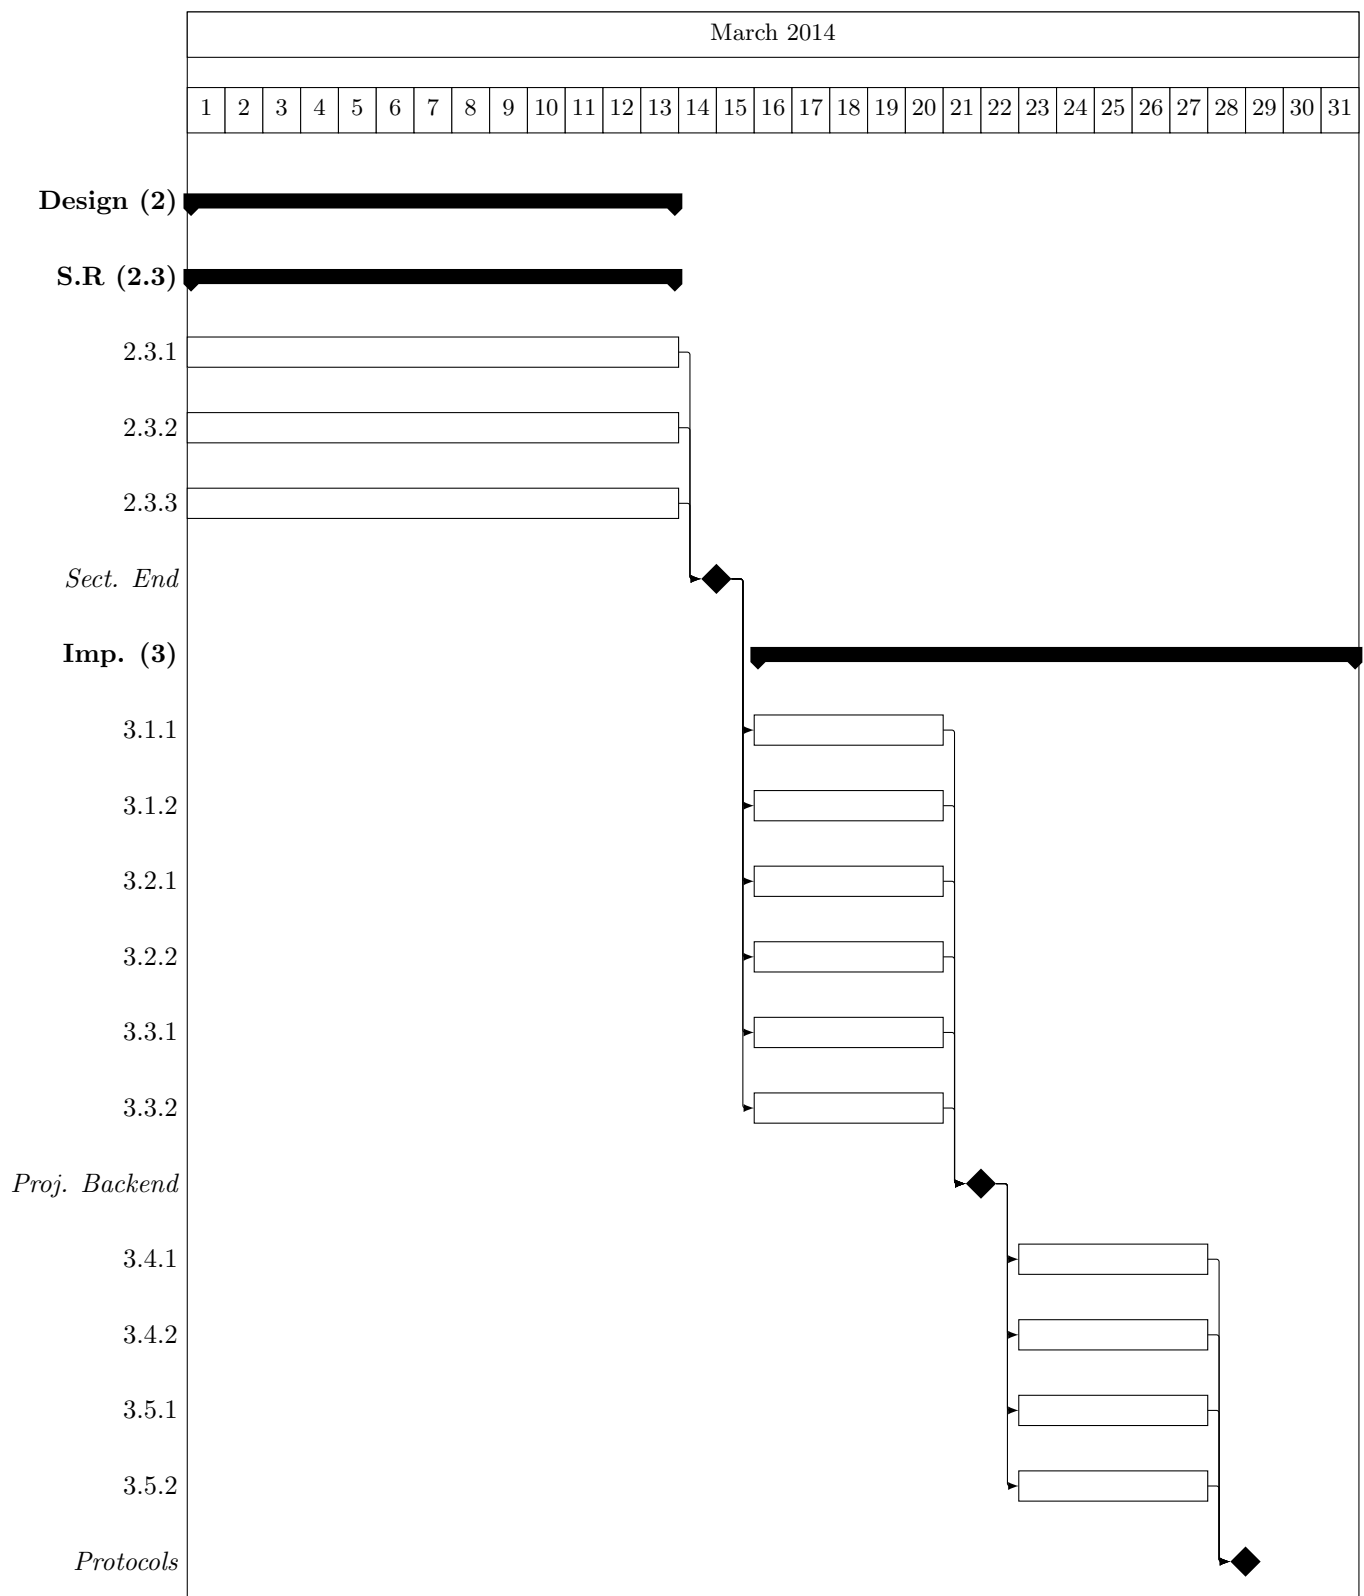 March 2014
1 2 3 4 5 6 7 8 9 10 11 12 13 14 15 16 17 18 19 20 21 22 23 24 25 26 27 28 29 30 31
Design (2)
S.R (2.3)
2.3.1
2.3.2
2.3.3
Sect. End
Imp. (3)
3.1.1
3.1.2
3.2.1
3.2.2
3.3.1
3.3.2
Proj. Backend
3.4.1
3.4.2
3.5.1
3.5.2
Protocols